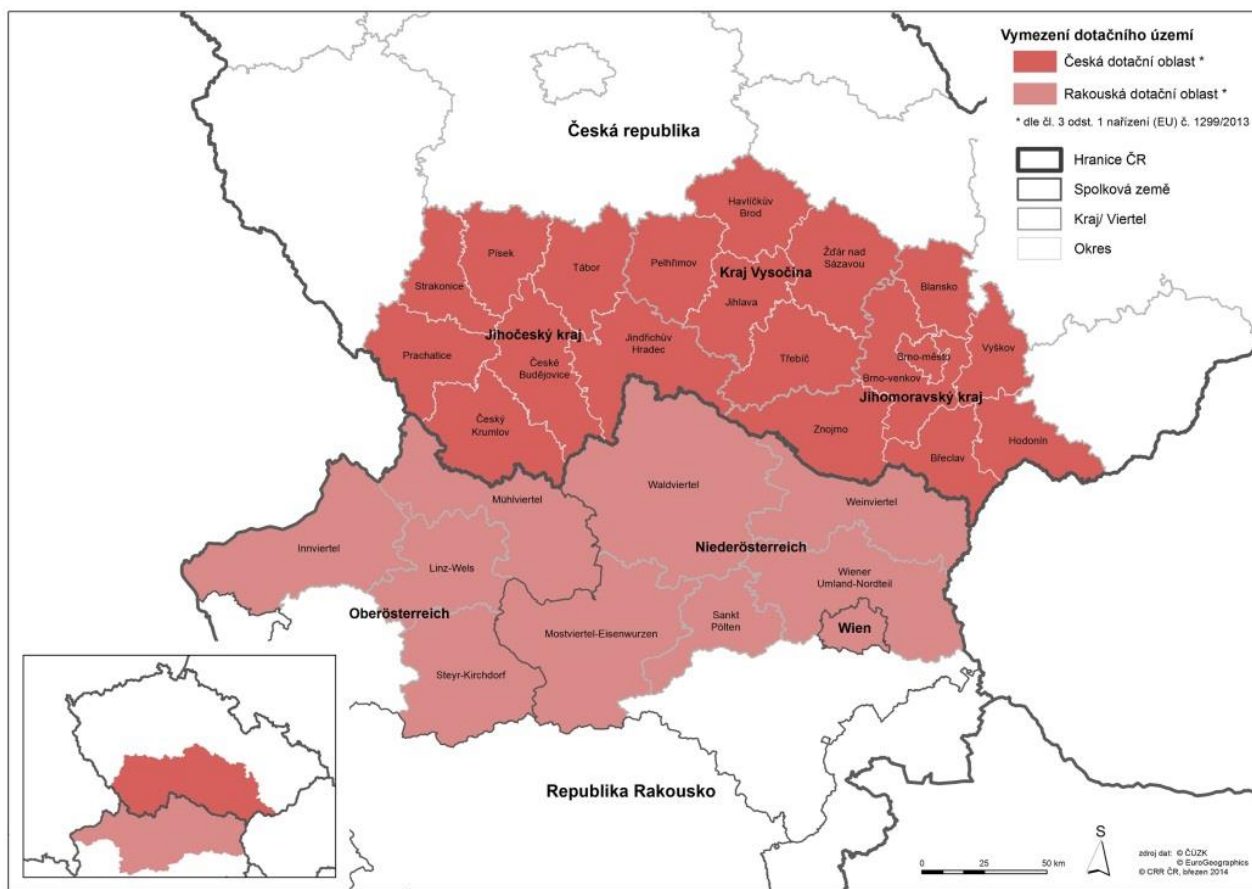 Vymezení dotačního území
Česká dotační oblast *
Rakouská dotační oblast *
* dle čl. 3 odst. 1 nařízení (EU) č. 1299/2013
Hranice ČR
Spolková země
Kraj/ Viertel
Okres
Česká republika
Havlíčkův
Brod
Písek
Tábor
Pelhřimov
Žďár nad
Sázavou
Kraj Vysočina
Strakonice
Blansko
Jihlava
Jihočeský kraj
Jindřichův
Hradec
Prachatice
České
Budějovice
Třebíč
Brno-město
Vyškov
Brno-venkov
Jihomoravský kraj
Český
Krumlov
Znojmo
Hodonín
Břeclav
Waldviertel
Mühlviertel
Weinviertel
Innviertel
Niederösterreich
Linz-Wels
Wiener
Umland-Nordteil
Oberösterreich
Sankt
Pölten
Wien
Mostviertel-Eisenwurzen
Steyr-Kirchdorf
Republika Rakousko
S
0 25 50 km
zdroj dat: © ČÚZK
© EuroGeographics
© CRR ČR, březen 2014